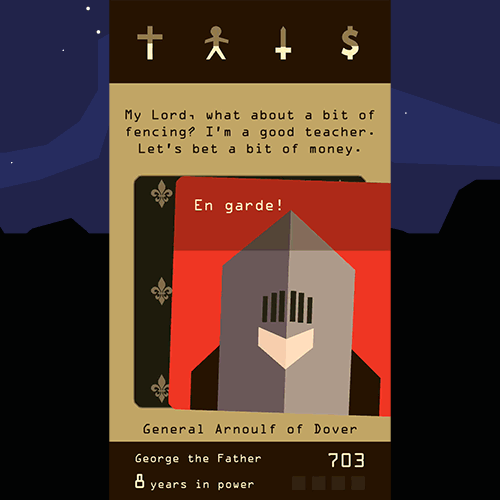 My Lord, what about a bit of
fencing? I'm a good teacher.
Let's bet a bit of money.
En garde!
General Arnoulf of Dover
George the Father
703
8 years in power